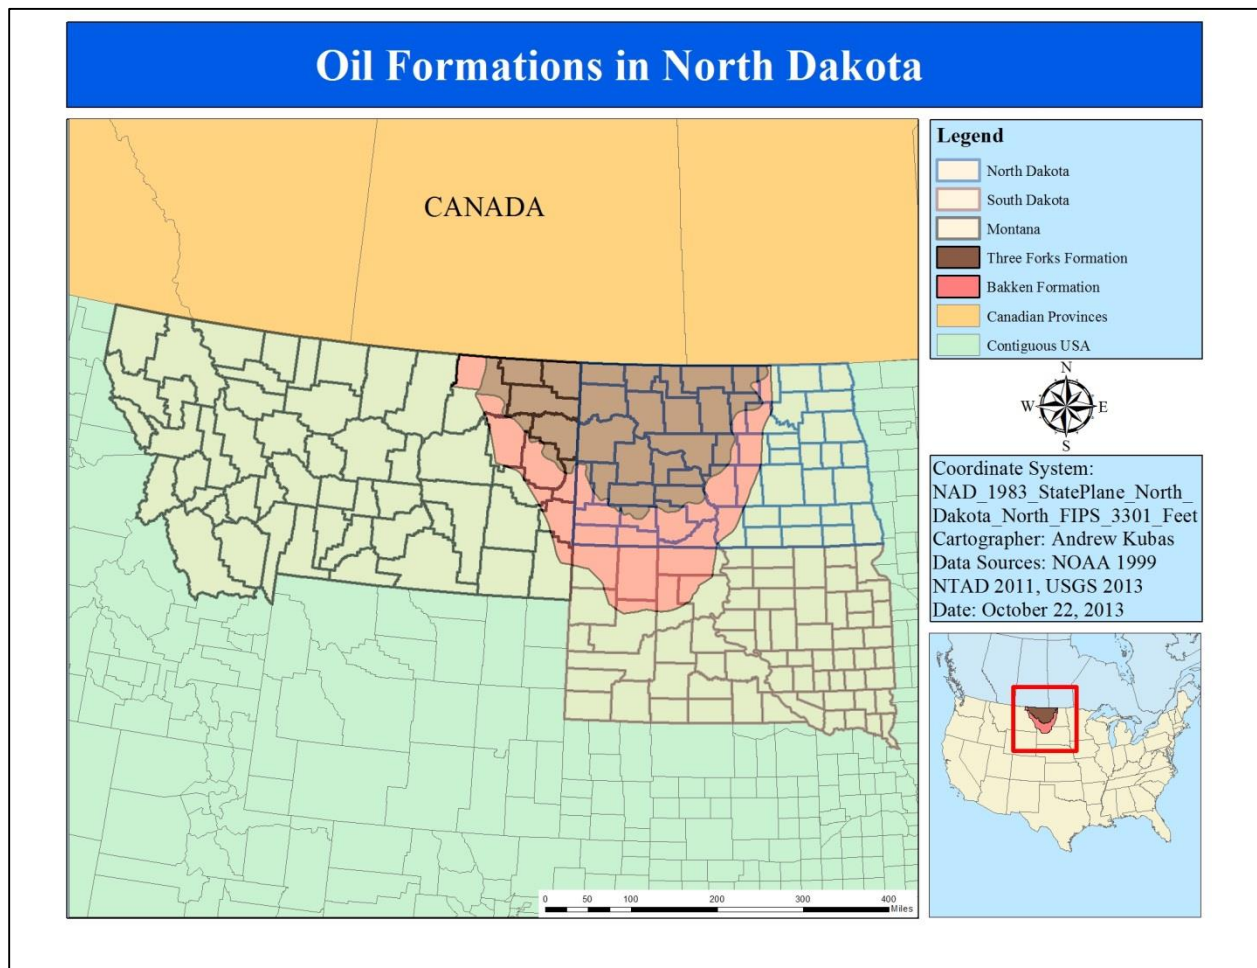 Oil Formations in North Dakota
CANADA
Legend
North Dakota
South Dakota
Montana
Three Forks Formation
Bakken Formation
Canadian Provinces
Contiguous USA
N
W E
S
Coordinate System:
NAD_1983_StatePlane_North_
Dakota_North_FIPS_3301_Feet
Cartographer: Andrew Kubas
Data Sources: NOAA 1999
NTAD 2011, USGS 2013
Date: October 22, 2013
0 50 100 200 300 400
Miles